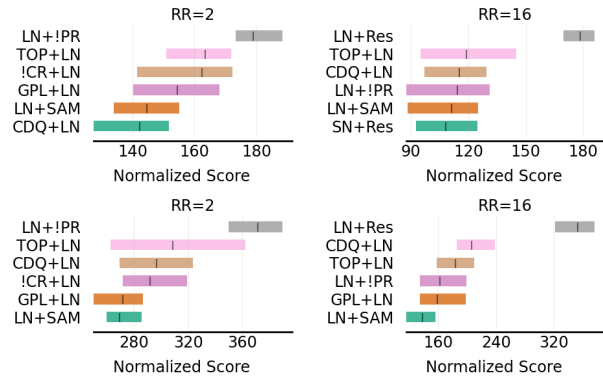 RR=2
LN+!PR
TOP+LN
!CR+LN
GPL+LN
LN+SAM
CDQ+LN
140 160 180
Normalized Score
RR=16
LN+Res
TOP+LN
CDQ+LN
LN+!PR
LN+SAM
SN+Res
90 120 150 180
Normalized Score
RR=2
LN+!PR
TOP+LN
CDQ+LN
!CR+LN
GPL+LN
LN+SAM
280 320 360
Normalized Score
RR=16
LN+Res
CDQ+LN
TOP+LN
LN+!PR
GPL+LN
LN+SAM
160 240 320
Normalized Score